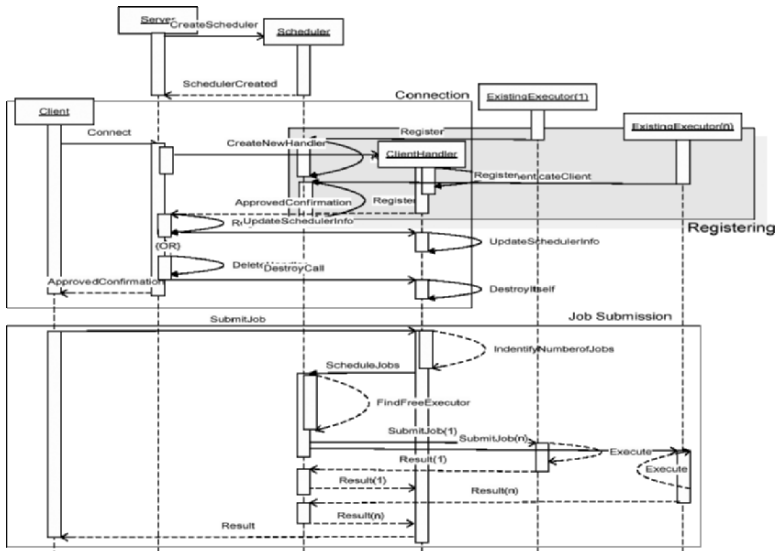 Server
CreateScheduler
Scheduler
SchedulerCreated
Connection
Client
ExistingExecutor(1)
ExistingExecutor(n)
Connect
Register
CreateNewHandler
ClientHandler
Register
ApprovedConfirmation
Register
UpdateSchedulerInfo
Registering
(OR)
UpdateSchedulerInfo
DestroyCall
ApprovedConfirmation
DestroyItself
SubmitJob
Job Submission
IndentifyNumberofJobs
ScheduleJobs
FindFreeExecutor
SubmitJob(1)
SubmitJob(n)
Execute
Result(1)
Execute
Result(1)
Result(n)
Result(n)
Result